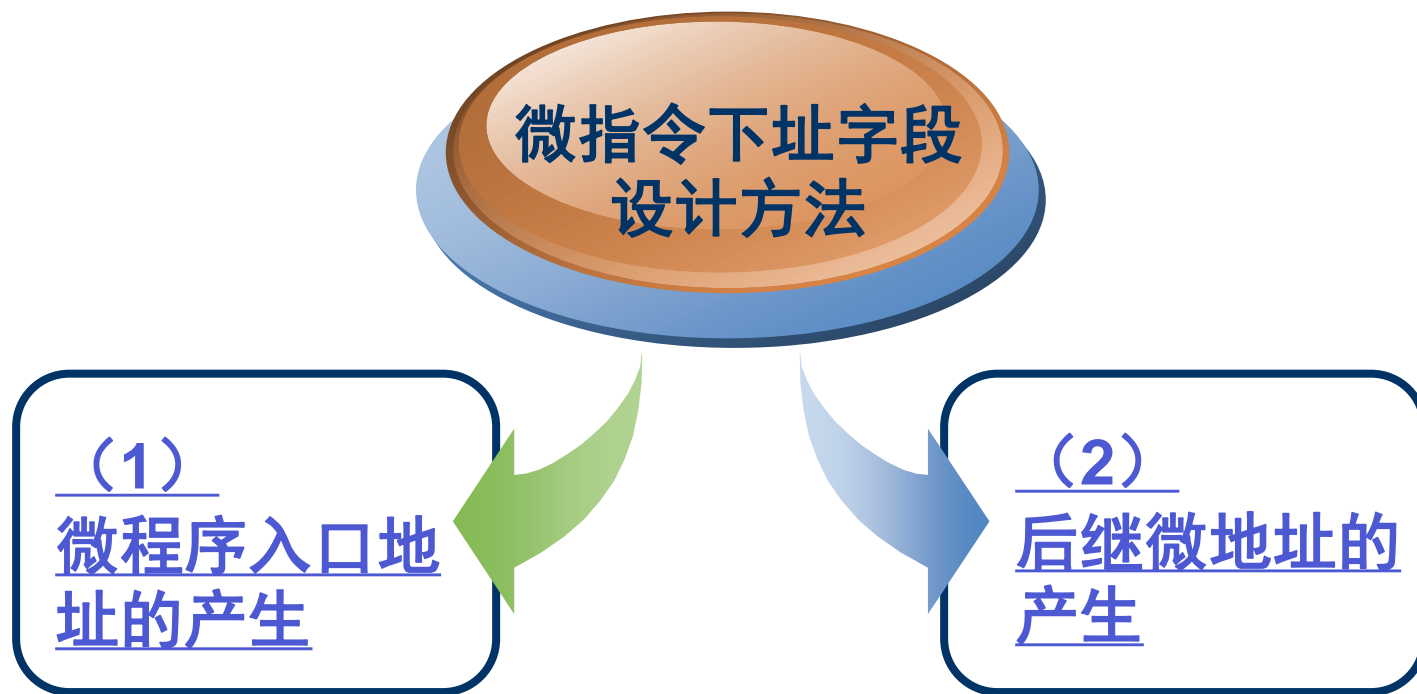 微指令下址字段
设计方法
（1）
微程序入口地
址的产生
（2）
后继微地址的
产生